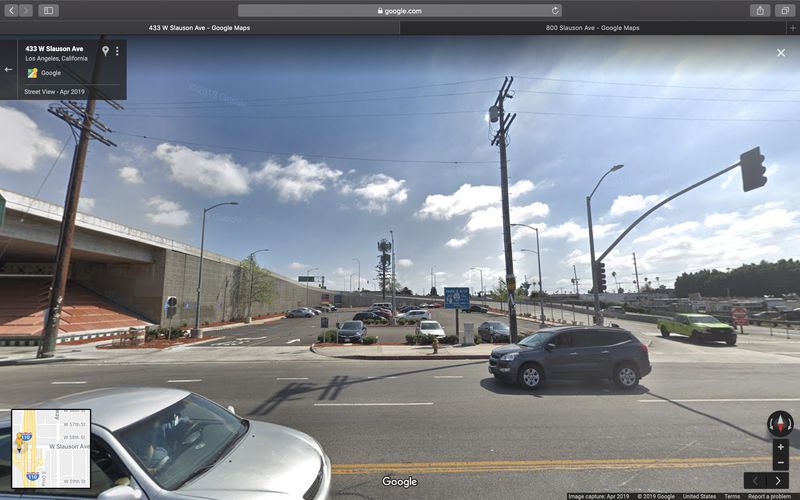 google.com
433 W Slauson Ave - Google Maps
800 Slauson Ave - Google Maps
433 W Slauson Ave
Los Angeles, California
Google
Street View - Apr 2019
© 2019 Google
W 57th St
W 58th St
W Slauson Ave
110
W 59th St
Google
Image capture: Apr 2019
© 2019 Google
United States
Terms
Report a problem